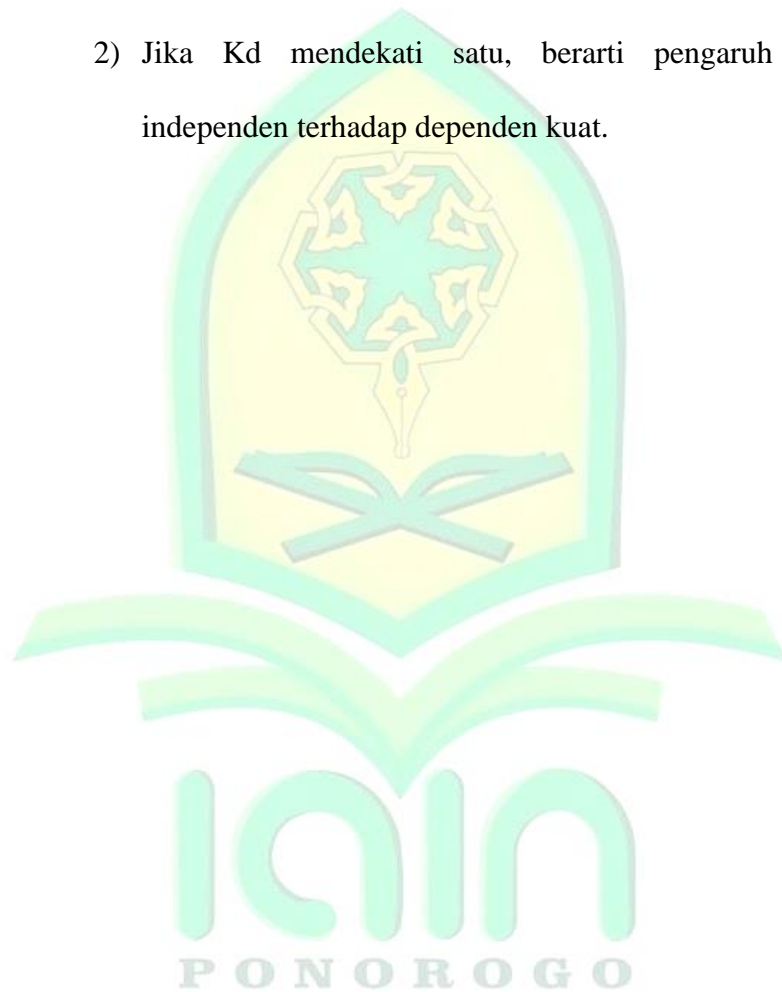 2) Jika Kd mendekati satu, berarti pengaruh
independen terhadap dependen kuat.
IAIN
PONOROGO